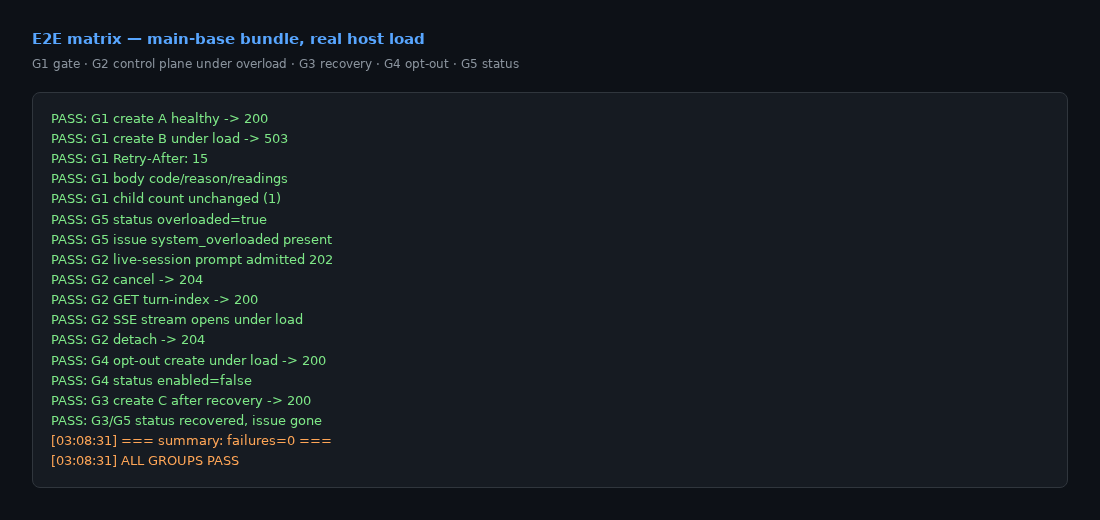 E2E matrix — main-base bundle, real host load
G1 gate · G2 control plane under overload · G3 recovery · G4 opt-out · G5 status
PASS: G1 create A healthy -> 200
PASS: G1 create B under load -> 503
PASS: G1 Retry-After: 15
PASS: G1 body code/reason/readings
PASS: G1 child count unchanged (1)
PASS: G5 status overloaded=true
PASS: G5 issue system_overloaded present
PASS: G2 live-session prompt admitted 202
PASS: G2 cancel -> 204
PASS: G2 GET turn-index -> 200
PASS: G2 SSE stream opens under load
PASS: G2 detach -> 204
PASS: G4 opt-out create under load -> 200
PASS: G4 status enabled=false
PASS: G3 create C after recovery -> 200
PASS: G3/G5 status recovered, issue gone
[03:08:31] === summary: failures=0 ===
[03:08:31] ALL GROUPS PASS